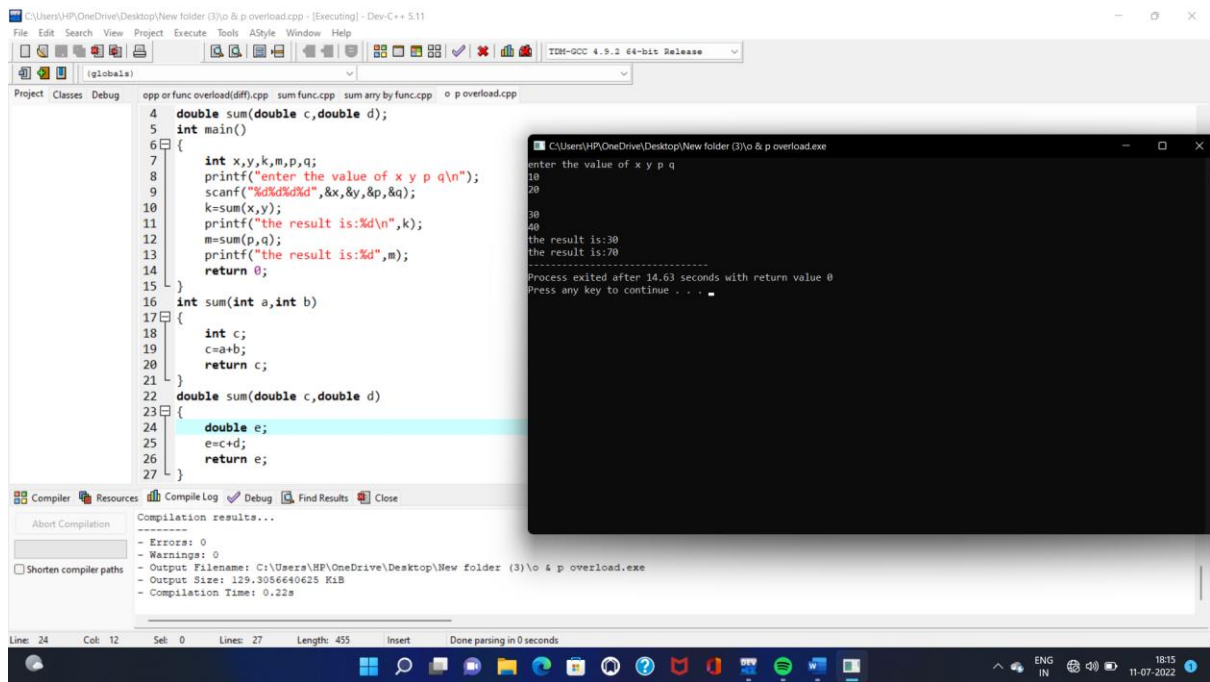 C:\Users\HP\OneDrive\Desktop\New folder (3)\o & p overload.cpp - [Executing] - Dev-C++ 5.11
File Edit Search View Project Execute Tools AStyle Window Help
TDM-GCC 4.9.2 64-bit Release
(globals)
Project Classes Debug
opp or func overload(diff).cpp sum func.cpp sum arry by func.cpp o p overload.cpp
4 double sum(double c,double d);
5 int main()
6 {
7 int x,y,k,m,p,q;
8 printf("enter the value of x y p q\n");
9 scanf("%d%d%d%d",&x,&y,&p,&q);
10 k=sum(x,y);
11 printf("the result is:%d\n",k);
12 m=sum(p,q);
13 printf("the result is:%d",m);
14 return 0;
15 }
16 int sum(int a,int b)
17 {
18 int c;
19 c=a+b;
20 return c;
21 }
22 double sum(double c,double d)
23 {
24 double e;
25 e=c+d;
26 return e;
27 }
C:\Users\HP\OneDrive\Desktop\New folder (3)\o & p overload.exe
enter the value of x y p q
10
20
30
40
the result is:30
the result is:70
--------------------------------
Process exited after 14.63 seconds with return value 0
Press any key to continue . . .
Compiler Resources Compile Log Debug Find Results Close
Abort Compilation
Shorten compiler paths
Compilation results...
--------
- Errors: 0
- Warnings: 0
- Output Filename: C:\Users\HP\OneDrive\Desktop\New folder (3)\o & p overload.exe
- Output Size: 129.3056640625 KiB
- Compilation Time: 0.22s
Line: 24 Col: 12 Sel: 0 Lines: 27 Length: 455 Insert Done parsing in 0 seconds
DEV
W
ENG
IN
18:15
11-07-2022
1